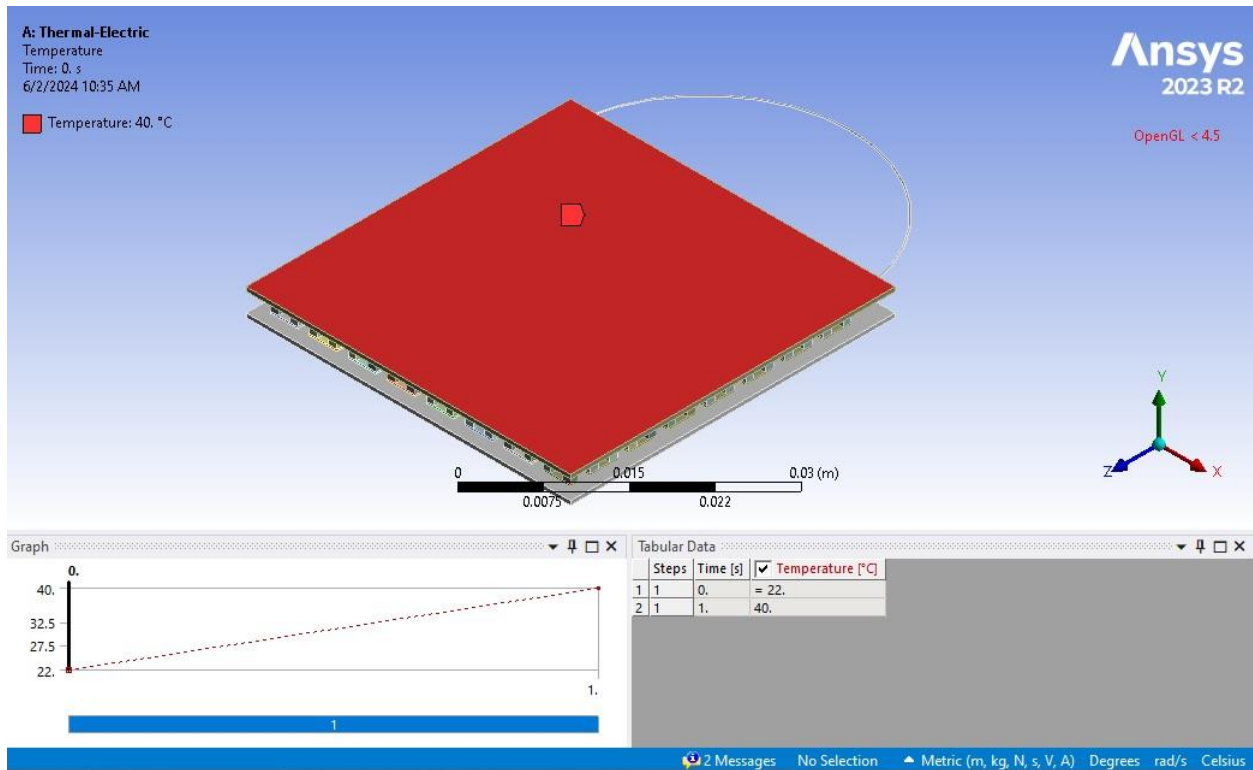 A: Thermal-Electric
Temperature
Time: 0. s
6/2/2024 10:35 AM
Temperature: 40. °C
Ansys
2023 R2
OpenGL < 4.5
Y
Z
X
0
0.015
0.03 (m)
0.0075
0.022
Graph
0.
40.
32.5
27.5
22.
1.
1
Tabular Data
Steps Time [s] Temperature [°C]
1 1 0. = 22.
2 1 1. 40.
2 Messages No Selection Metric (m, kg, N, s, V, A) Degrees rad/s Celsius